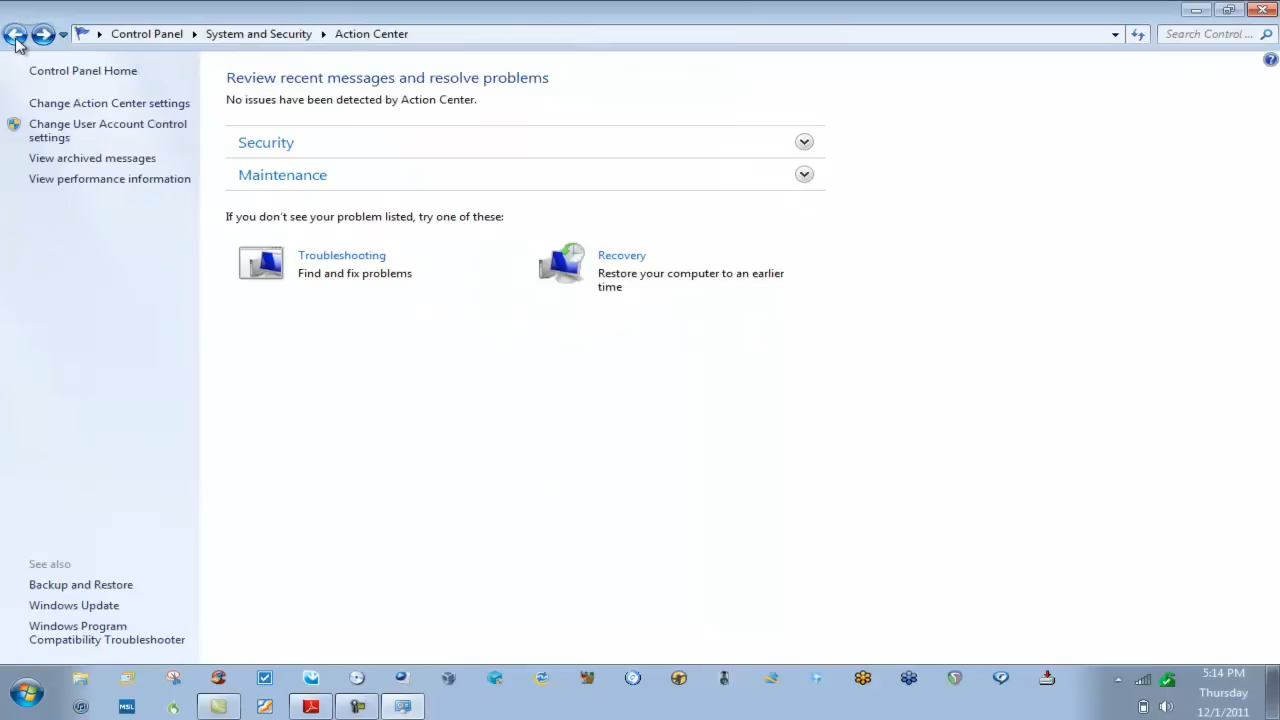 Control Panel ▸ System and Security ▸ Action Center
Search Control ...
Control Panel Home
Change Action Center settings
Change User Account Control
settings
View archived messages
View performance information
See also
Backup and Restore
Windows Update
Windows Program
Compatibility Troubleshooter
Review recent messages and resolve problems
No issues have been detected by Action Center.
Security
Maintenance
If you don't see your problem listed, try one of these:
Troubleshooting
Find and fix problems
Recovery
Restore your computer to an earlier
time
MSL
5:14 PM
Thursday
12/1/2011